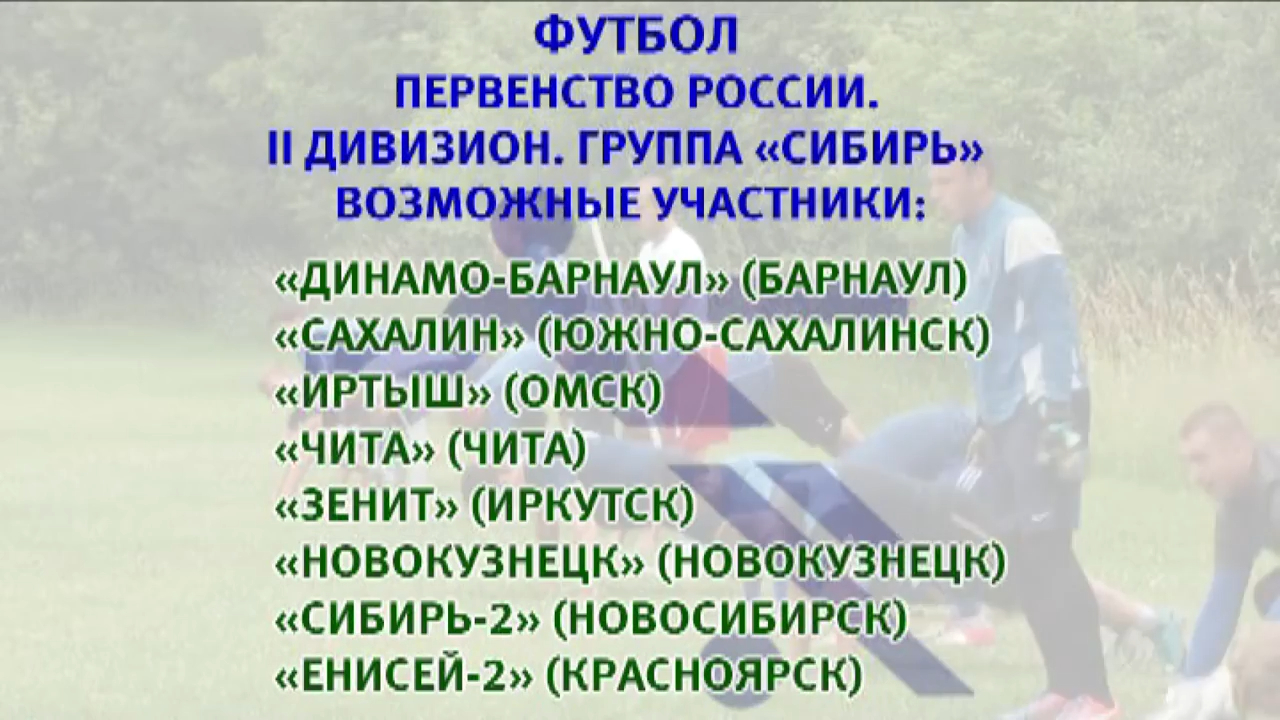 ФУТБОЛ
ПЕРВЕНСТВО РОССИИ.
II ДИВИЗИОН. ГРУППА «СИБИРЬ»
ВОЗМОЖНЫЕ УЧАСТНИКИ:
«ДИНАМО-БАРНАУЛ» (БАРНАУЛ)
«САХАЛИН» (ЮЖНО-САХАЛИНСК)
«ИРТЫШ» (ОМСК)
«ЧИТА» (ЧИТА)
«ЗЕНИТ» (ИРКУТСК)
«НОВОКУЗНЕЦК» (НОВОКУЗНЕЦК)
«СИБИРЬ-2» (НОВОСИБИРСК)
«ЕНИСЕЙ-2» (КРАСНОЯРСК)